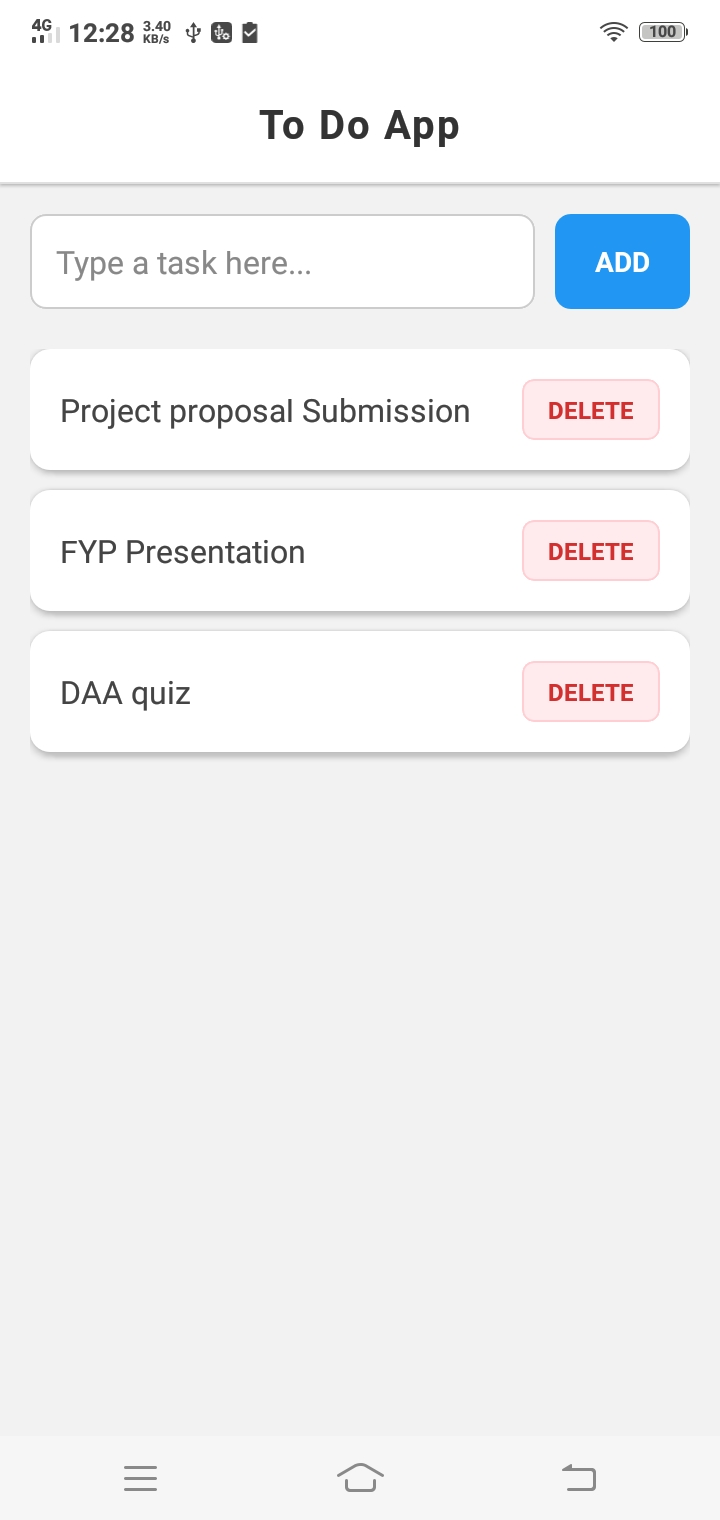 4G 12:28 3.40 KB/s 100
To Do App
Type a task here...
ADD
Project proposal Submission
DELETE
FYP Presentation
DELETE
DAA quiz
DELETE